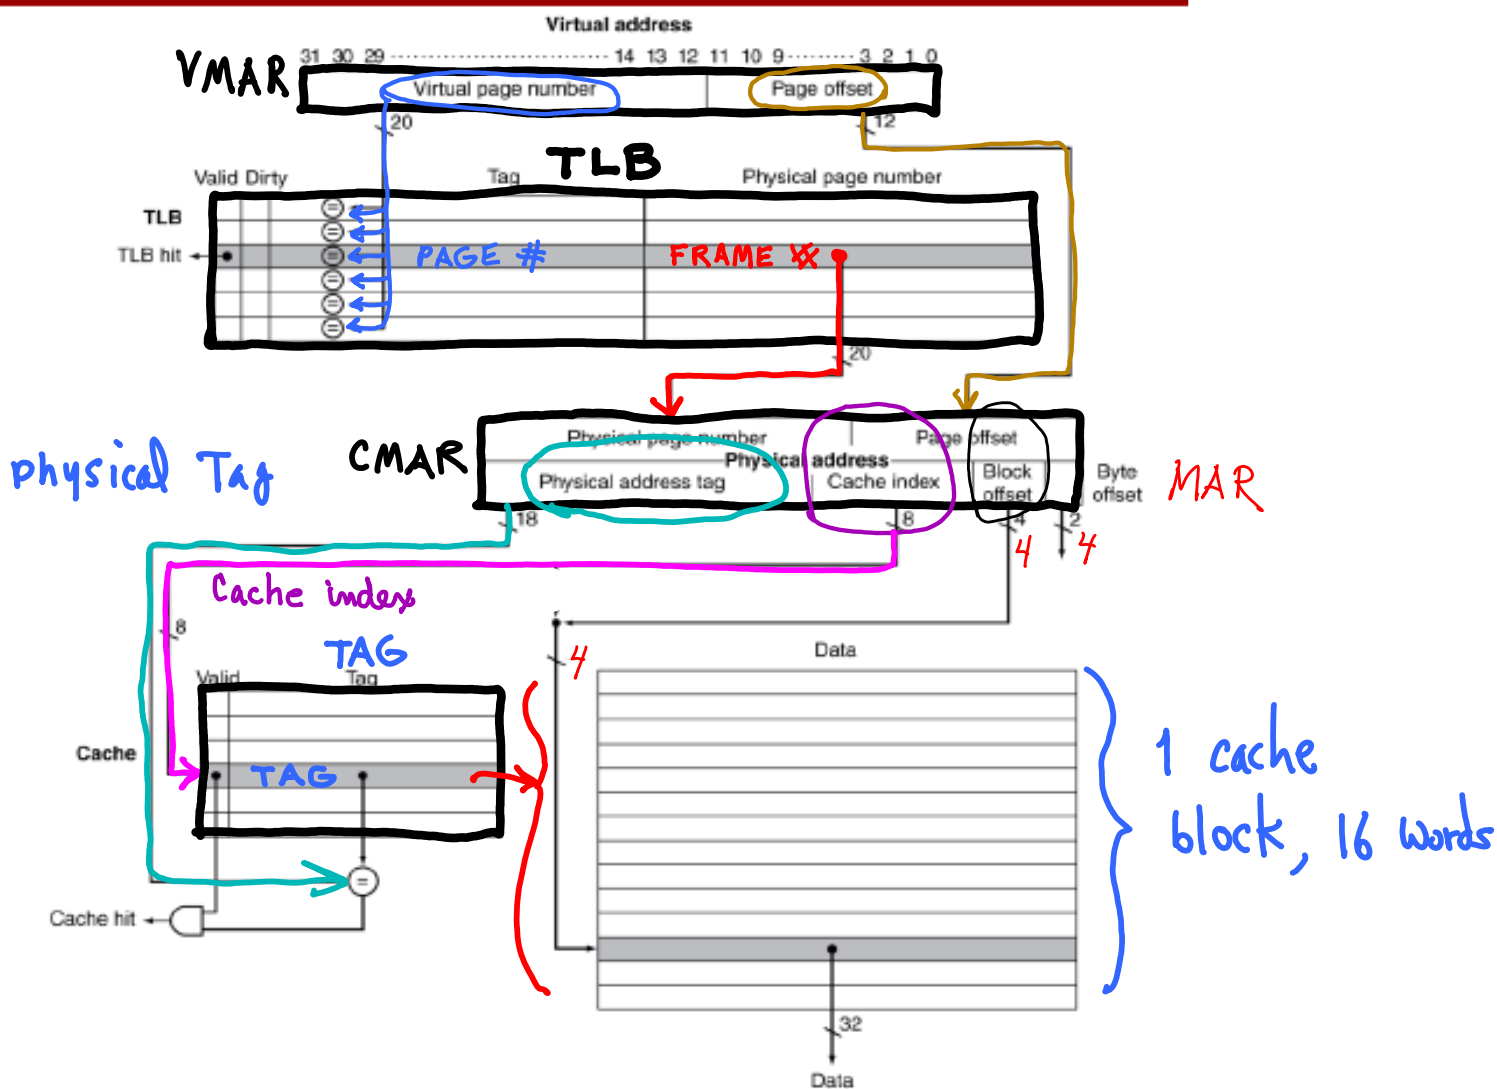 Virtual address
31 30 29 14 13 12 11 10 9 3 2 1 0
VMAR
Virtual page number
Page offset
20
12
TLB
Valid Dirty
Tag
Physical page number
TLB
TLB hit
=
=
=
=
=
=
PAGE #
FRAME #
20
CMAR
Physical page number
Page offset
Physical address
Physical address tag
Cache index
Block
offset
Byte
offset
MAR
Physical Tag
18
8
4
2
4
4
Cache index
8
TAG
4
Data
Valid
Tag
Cache
TAG
1 cache
block, 16 words
=
Cache hit
32
Data